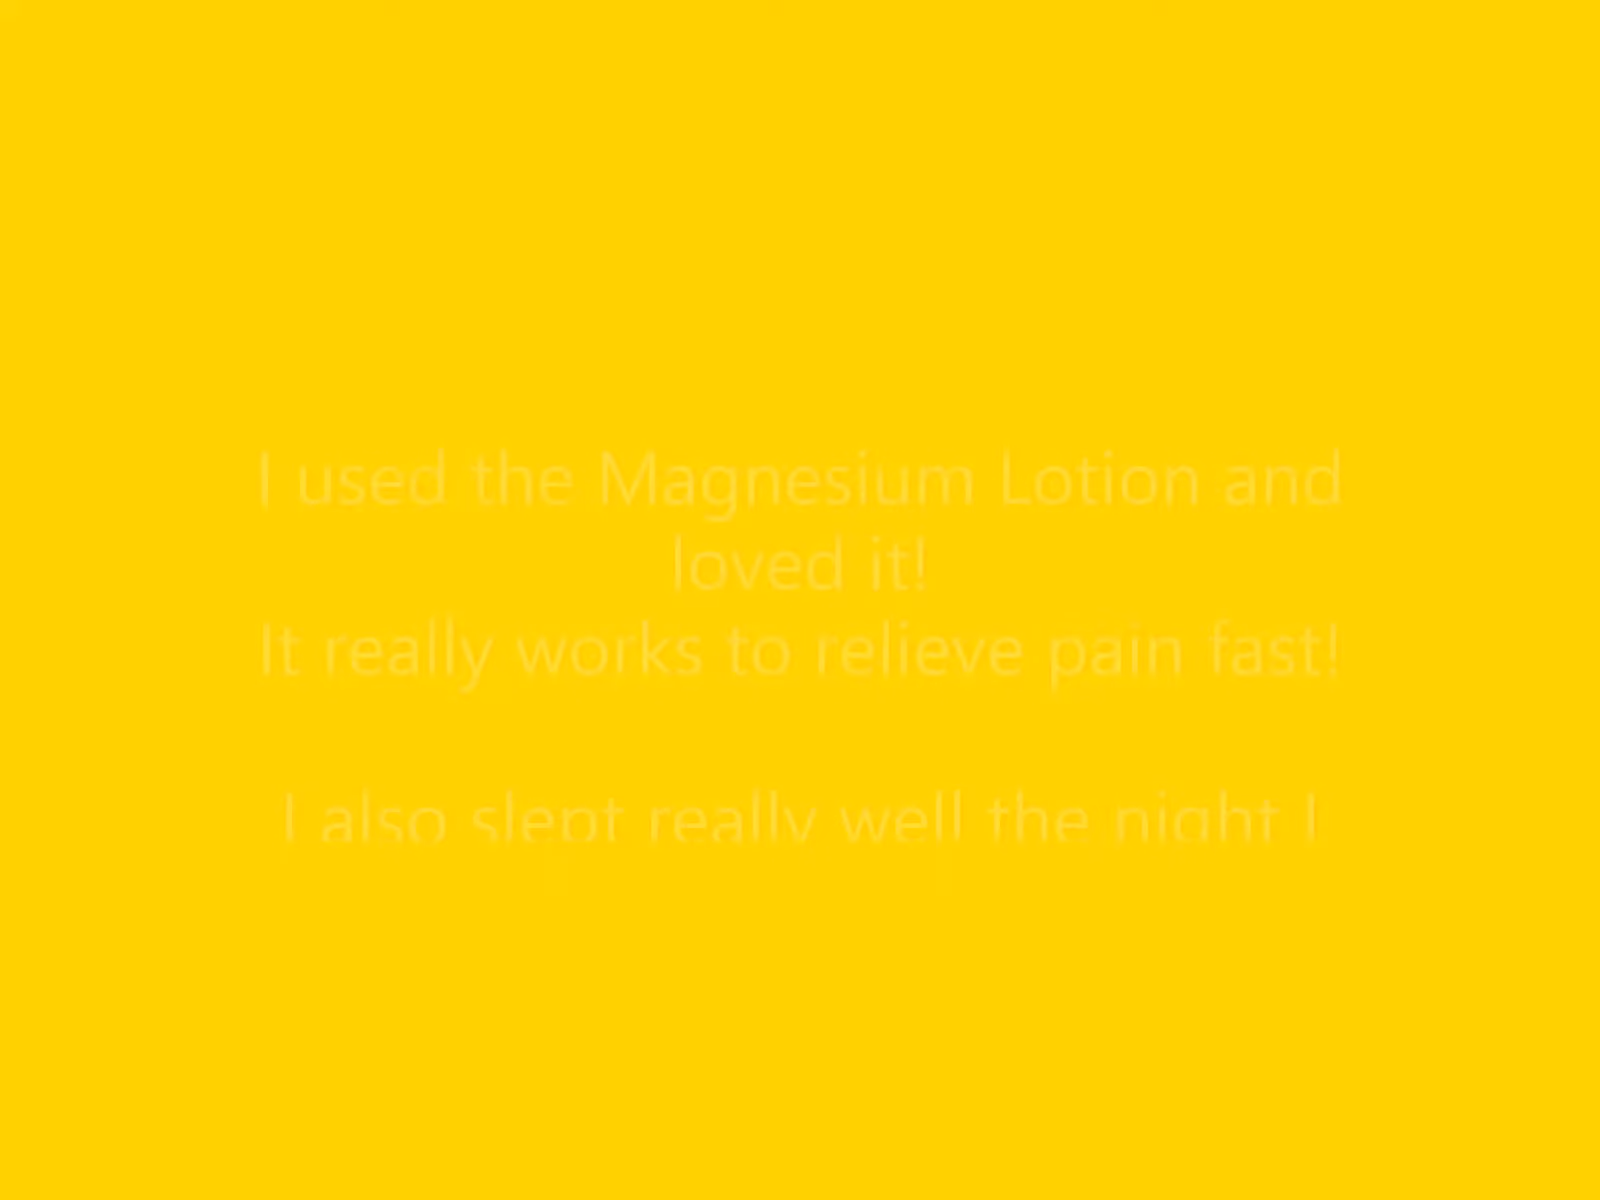 I used the Magnesium Lotion and
loved it!
It really works to relieve pain fast!
I also slept really well the night I